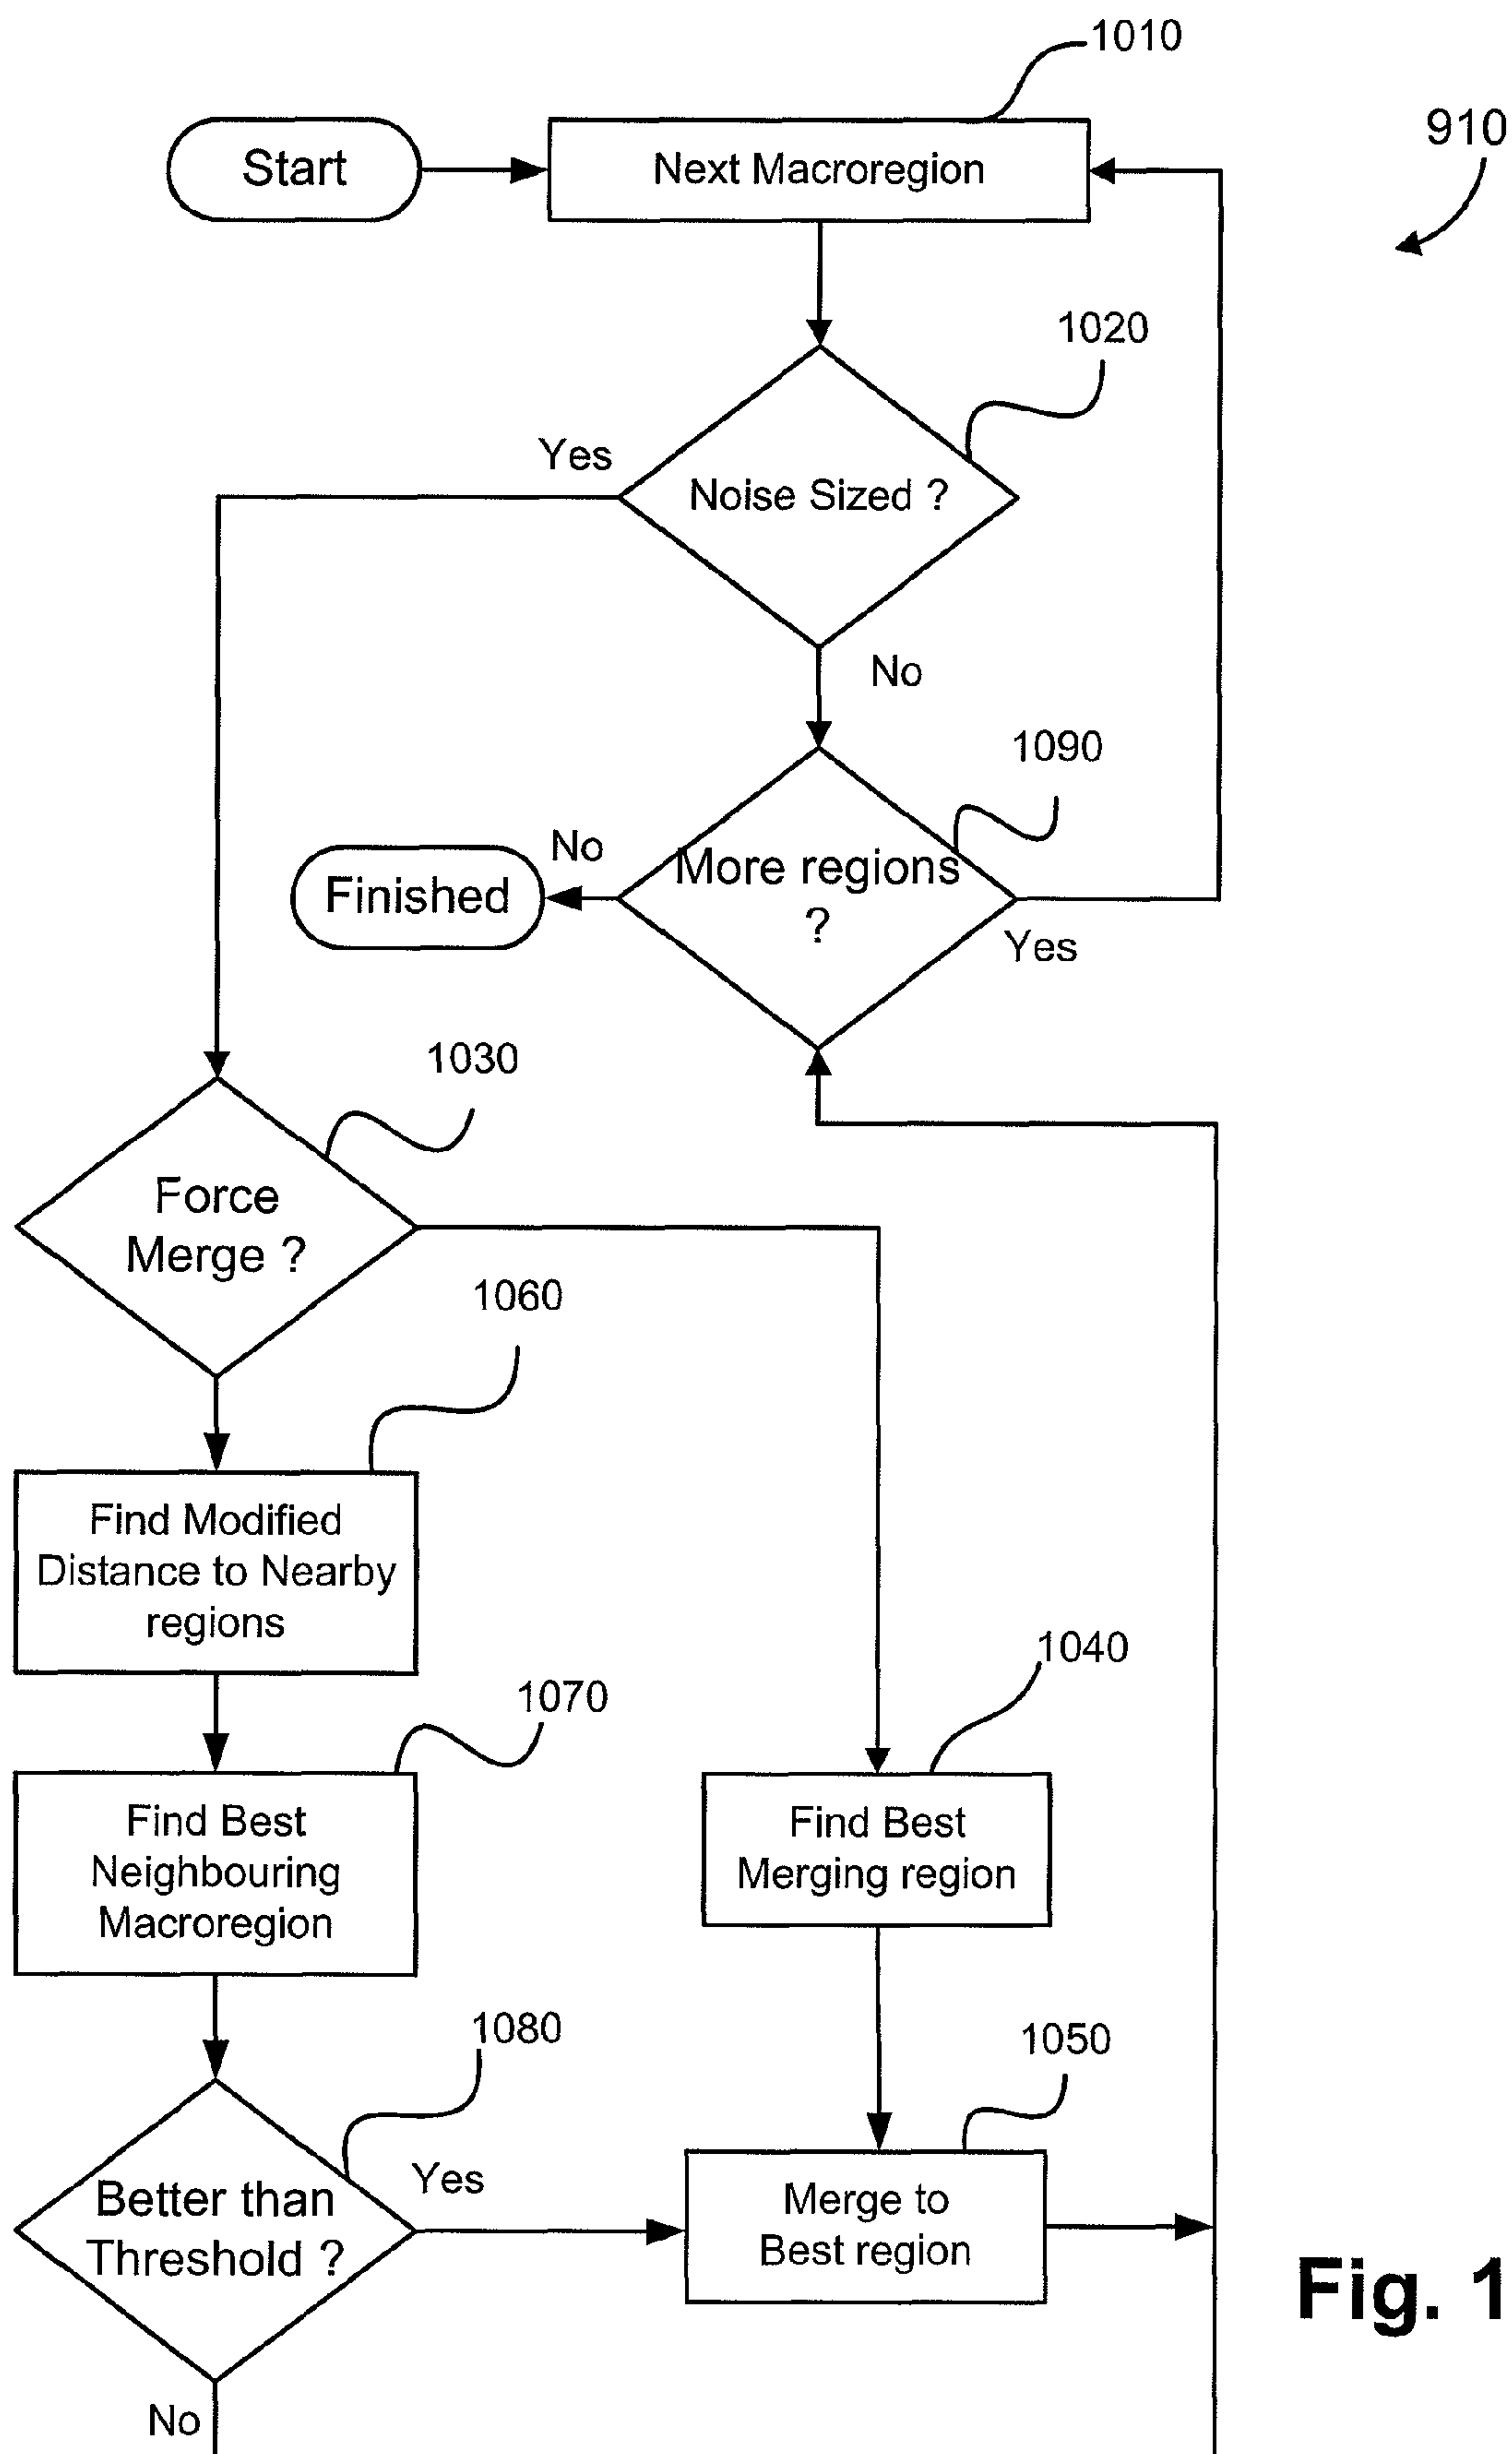 1010
910
Start
Next Macroregion
1020
Yes
Noise Sized ?
No
1090
No
More regions
?
Finished
Yes
1030
Force
Merge ?
1060
Find Modified
Distance to Nearby
regions
1040
1070
Find Best
Neighbouring
Macroregion
Find Best
Merging region
1080
1050
Yes
Better than
Threshold ?
Merge to
Best region
Fig. 1
No